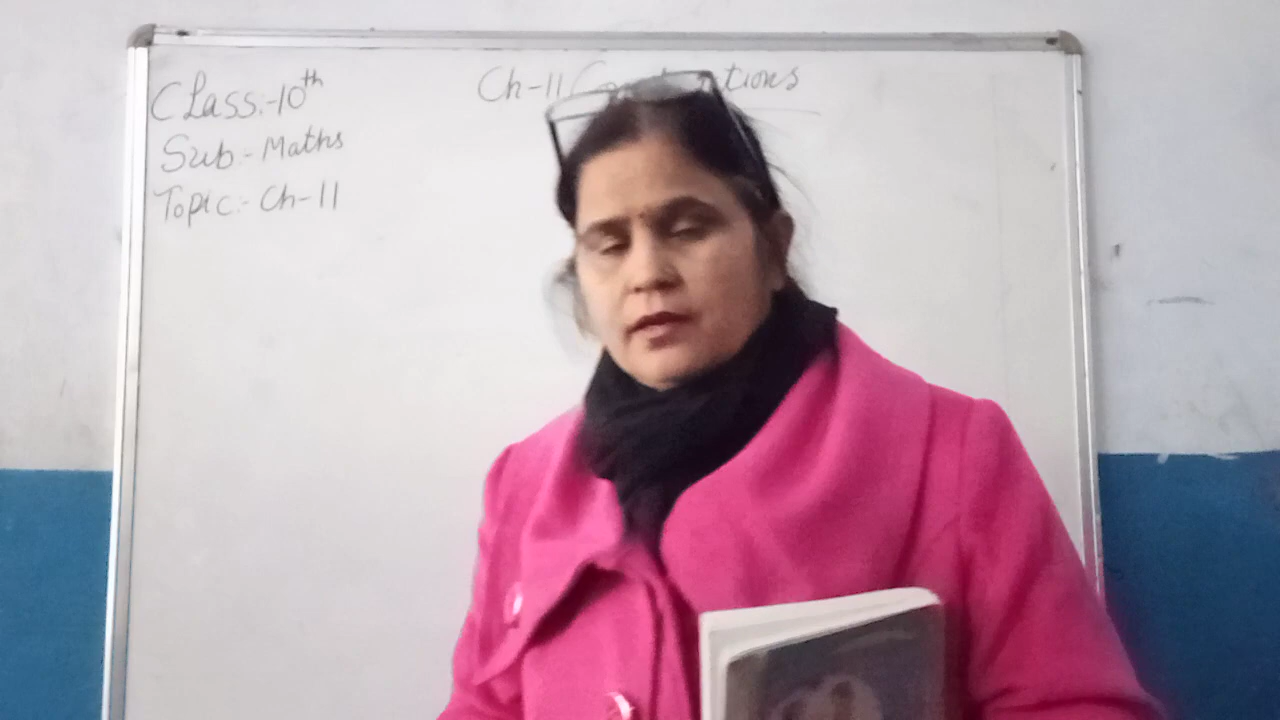 CLass:-10th
Sub:- Maths
Topic:- Ch-11
Ch-11